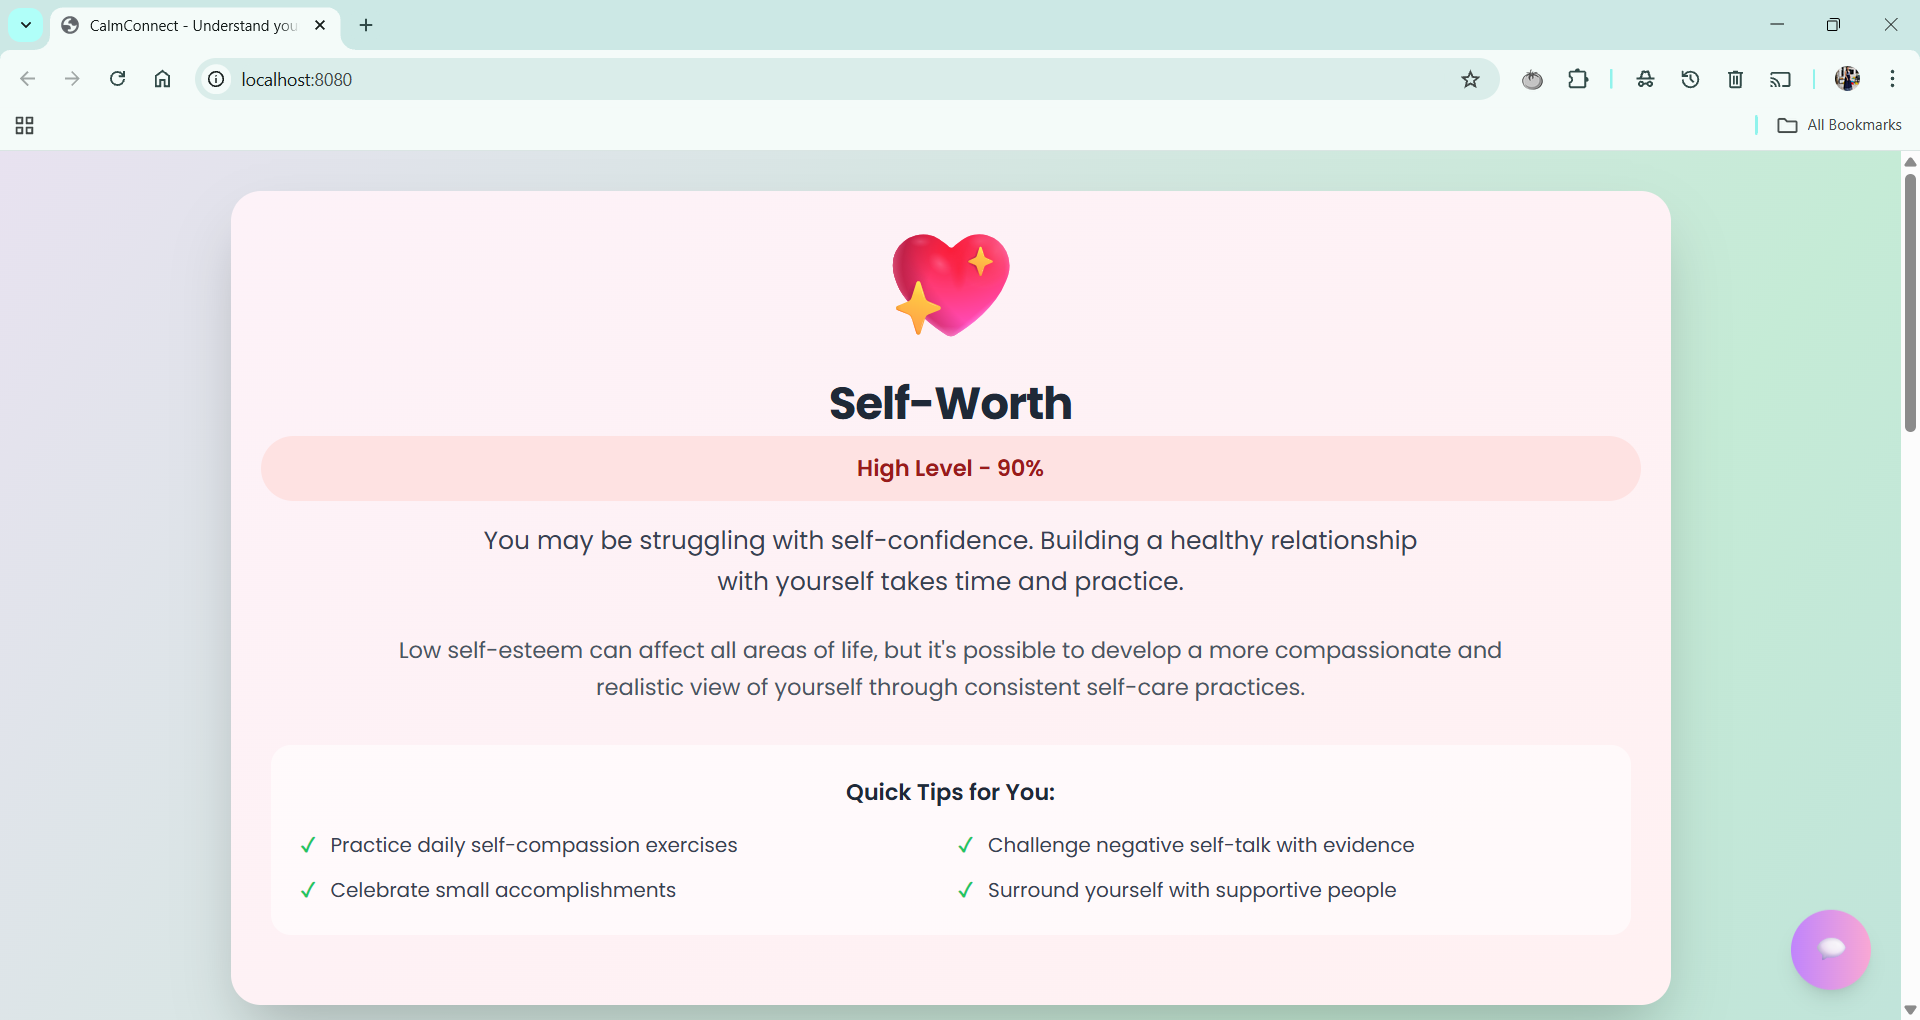 CalmConnect - Understand you
localhost:8080
All Bookmarks
Self-Worth
High Level - 90%
You may be struggling with self-confidence. Building a healthy relationship
with yourself takes time and practice.
Low self-esteem can affect all areas of life, but it's possible to develop a more compassionate and
realistic view of yourself through consistent self-care practices.
Quick Tips for You:
✓ Practice daily self-compassion exercises
✓ Challenge negative self-talk with evidence
✓ Celebrate small accomplishments
✓ Surround yourself with supportive people